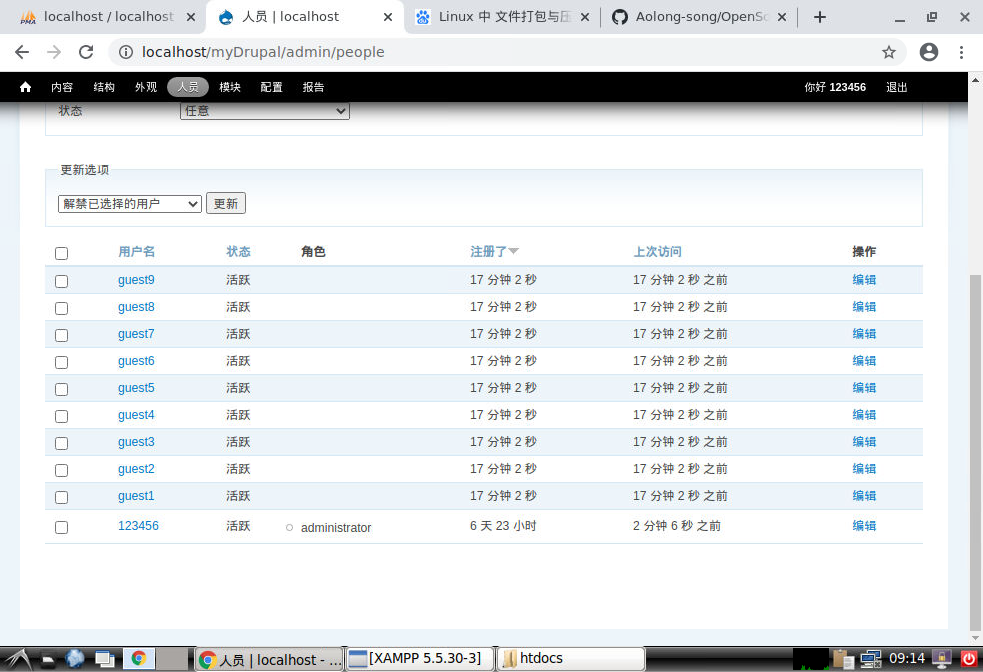 localhost / localhost
人员 | localhost
Linux 中 文件打包与压
Aolong-song/OpenSo
localhost/myDrupal/admin/people
内容 结构 外观 人员 模块 配置 报告 你好 123456 退出
状态 任意
更新选项
解禁已选择的用户 更新
用户名 状态 角色 注册了 上次访问 操作
guest9 活跃 17 分钟 2 秒 17 分钟 2 秒 之前 编辑
guest8 活跃 17 分钟 2 秒 17 分钟 2 秒 之前 编辑
guest7 活跃 17 分钟 2 秒 17 分钟 2 秒 之前 编辑
guest6 活跃 17 分钟 2 秒 17 分钟 2 秒 之前 编辑
guest5 活跃 17 分钟 2 秒 17 分钟 2 秒 之前 编辑
guest4 活跃 17 分钟 2 秒 17 分钟 2 秒 之前 编辑
guest3 活跃 17 分钟 2 秒 17 分钟 2 秒 之前 编辑
guest2 活跃 17 分钟 2 秒 17 分钟 2 秒 之前 编辑
guest1 活跃 17 分钟 2 秒 17 分钟 2 秒 之前 编辑
123456 活跃 administrator 6 天 23 小时 2 分钟 6 秒 之前 编辑
人员 | localhost - ... [XAMPP 5.5.30-3] htdocs 09:14